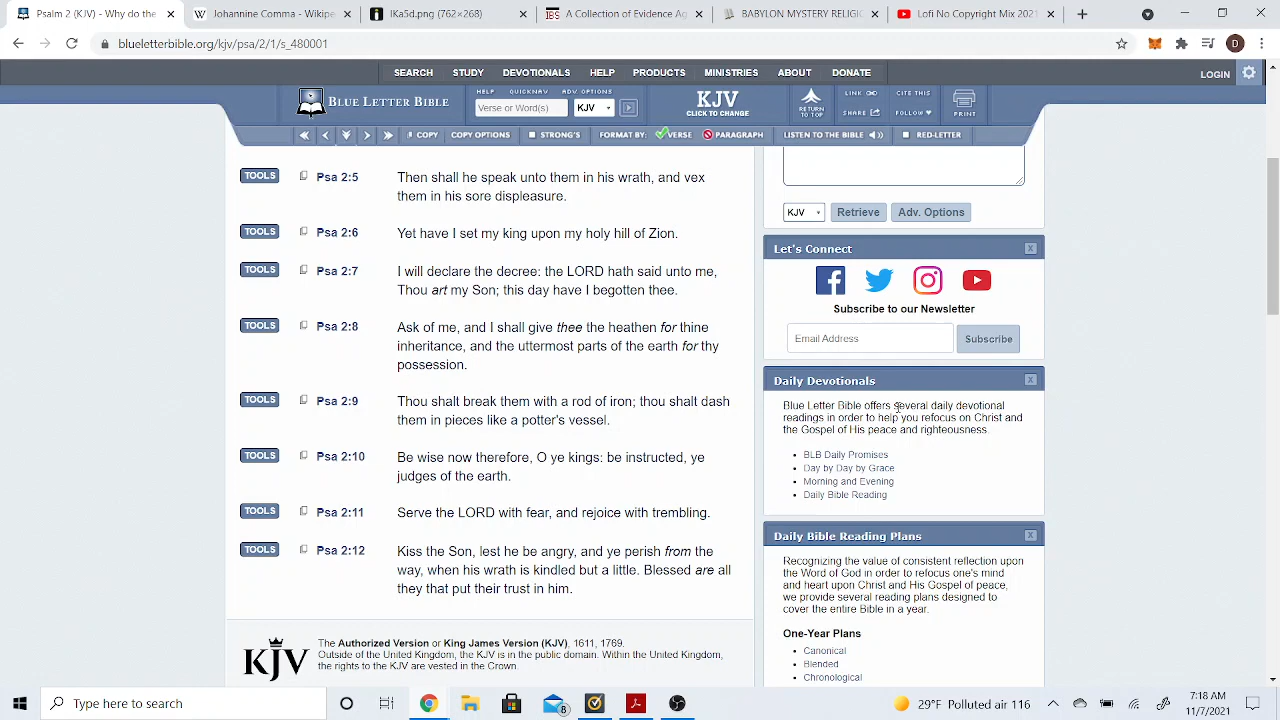 Psalm 2 (KJV) - Why do the
Johannine Comma - Wikipe
IKa5d.png (762×268)
A Collection of Evidence Ag
BABYLON MYSTERY RELIGI
Lofi No Copyright Mix 2021
blueletterbible.org/kjv/psa/2/1/s_480001
D
SEARCH STUDY DEVOTIONALS HELP PRODUCTS MINISTRIES ABOUT DONATE
LOGIN
BLUE LETTER BIBLE
HELP QUICKNAV ADV. OPTIONS
Verse or Word(s) KJV
KJV
CLICK TO CHANGE
RETURN TO TOP
LINK
SHARE
CITE THIS
FOLLOW
PRINT
COPY COPY OPTIONS STRONG'S FORMAT BY: VERSE PARAGRAPH LISTEN TO THE BIBLE RED-LETTER
TOOLS Psa 2:5 Then shall he speak unto them in his wrath, and vex
them in his sore displeasure.
TOOLS Psa 2:6 Yet have I set my king upon my holy hill of Zion.
TOOLS Psa 2:7 I will declare the decree: the LORD hath said unto me,
Thou art my Son; this day have I begotten thee.
TOOLS Psa 2:8 Ask of me, and I shall give thee the heathen for thine
inheritance, and the uttermost parts of the earth for thy
possession.
TOOLS Psa 2:9 Thou shalt break them with a rod of iron; thou shalt dash
them in pieces like a potter's vessel.
TOOLS Psa 2:10 Be wise now therefore, O ye kings: be instructed, ye
judges of the earth.
TOOLS Psa 2:11 Serve the LORD with fear, and rejoice with trembling.
TOOLS Psa 2:12 Kiss the Son, lest he be angry, and ye perish from the
way, when his wrath is kindled but a little. Blessed are all
they that put their trust in him.
KJV
The Authorized Version or King James Version (KJV), 1611, 1769.
Outside of the United Kingdom, the KJV is in the public domain. Within the United Kingdom,
the rights to the KJV are vested in the Crown.
KJV Retrieve Adv. Options
Let's Connect X
Subscribe to our Newsletter
Email Address Subscribe
Daily Devotionals X
Blue Letter Bible offers several daily devotional
readings in order to help you refocus on Christ and
the Gospel of His peace and righteousness.
BLB Daily Promises
Day by Day by Grace
Morning and Evening
Daily Bible Reading
Daily Bible Reading Plans X
Recognizing the value of consistent reflection upon
the Word of God in order to refocus one's mind
and heart upon Christ and His Gospel of peace,
we provide several reading plans designed to
cover the entire Bible in a year.
One-Year Plans
Canonical
Blended
Chronological
Type here to search
8
29°F Polluted air 116
7:18 AM
11/7/2021